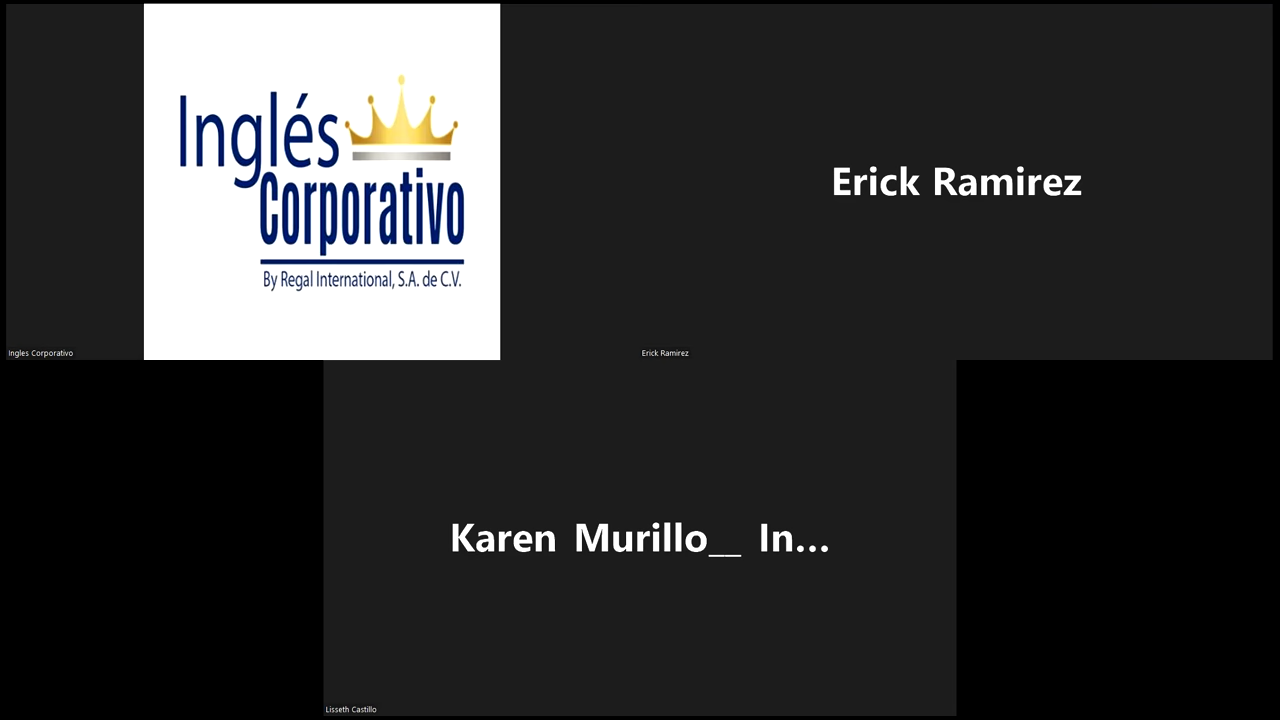 Inglés
Corporativo
By Regal International, S.A. de C.V.
Ingles Corporativo
Erick Ramirez
Erick Ramirez
Karen Murillo__ In...
Lisseth Castillo